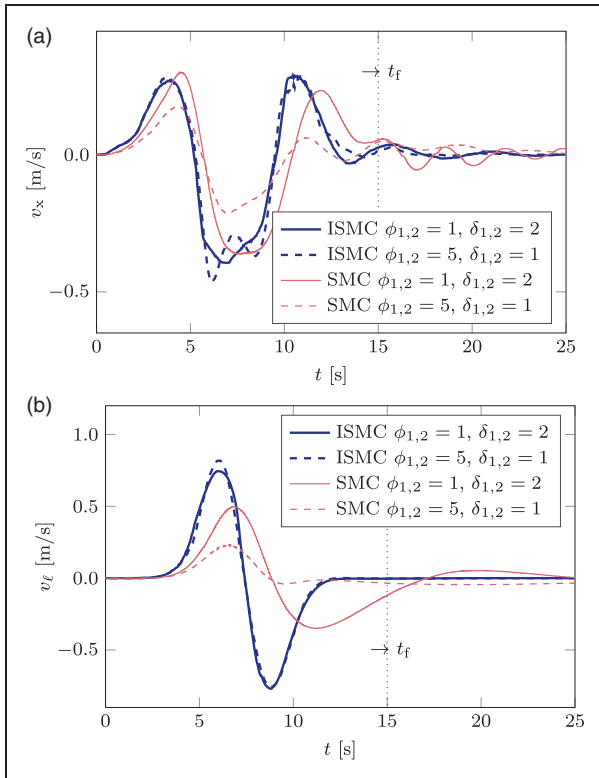 (a)
v_x [m/s]
0.0
−0.5
→ t_f
ISMC ϕ_{1,2} = 1, δ_{1,2} = 2
ISMC ϕ_{1,2} = 5, δ_{1,2} = 1
SMC ϕ_{1,2} = 1, δ_{1,2} = 2
SMC ϕ_{1,2} = 5, δ_{1,2} = 1
0 5 10 15 20 25
t [s]
(b)
v_ℓ [m/s]
1.0
0.5
0.0
−0.5
ISMC ϕ_{1,2} = 1, δ_{1,2} = 2
ISMC ϕ_{1,2} = 5, δ_{1,2} = 1
SMC ϕ_{1,2} = 1, δ_{1,2} = 2
SMC ϕ_{1,2} = 5, δ_{1,2} = 1
→ t_f
0 5 10 15 20 25
t [s]